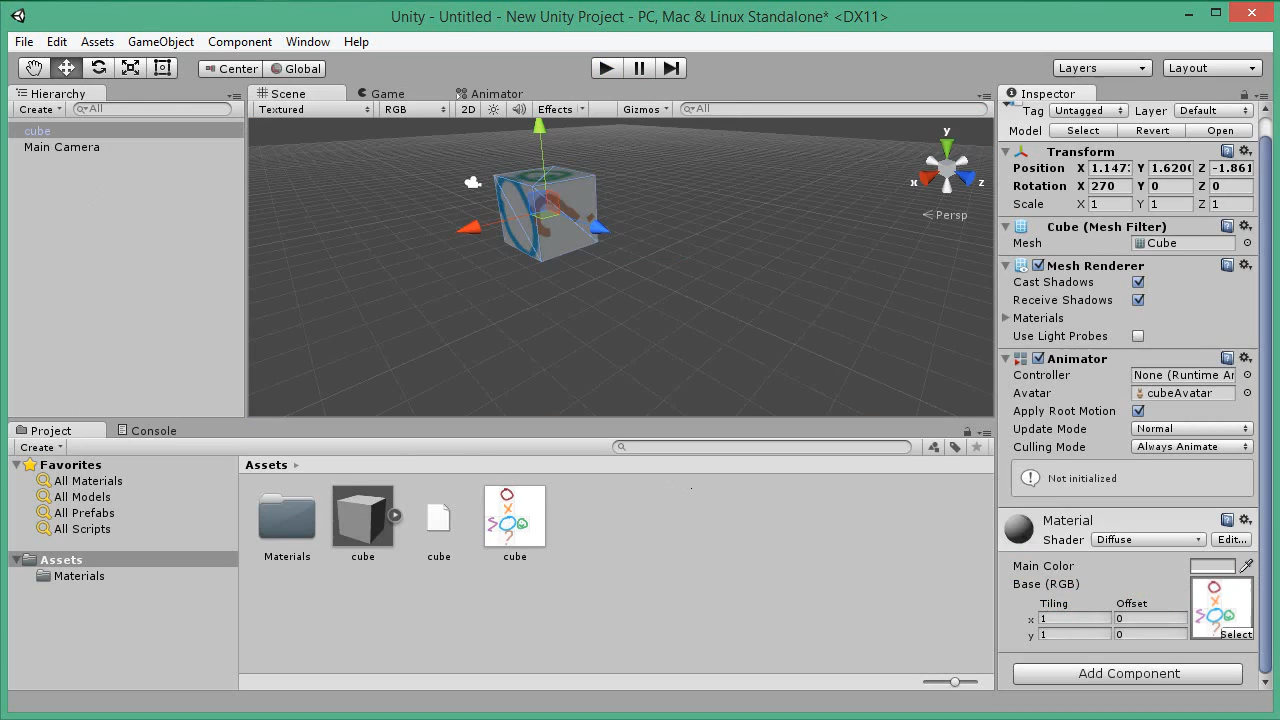 Unity - Untitled - New Unity Project - PC, Mac & Linux Standalone* <DX11>
File Edit Assets GameObject Component Window Help
Center Global Layers Layout
Hierarchy
Create All
cube
Main Camera
Scene Game Animator
Textured RGB 2D Effects Gizmos All
y
x z
Persp
Inspector
Tag Untagged Layer Default
Model Select Revert Open
Transform
Position X 1.147 Y 1.620 Z -1.861
Rotation X 270 Y 0 Z 0
Scale X 1 Y 1 Z 1
Cube (Mesh Filter)
Mesh Cube
Mesh Renderer
Cast Shadows
Receive Shadows
Materials
Use Light Probes
Animator
Controller None (Runtime Ar
Avatar cubeAvatar
Apply Root Motion
Update Mode Normal
Culling Mode Always Animate
Not initialized
Material
Shader Diffuse Edit...
Main Color
Base (RGB)
Tiling Offset
x 1 0
y 1 0
Select
Add Component
Project Console
Create
Favorites
All Materials
All Models
All Prefabs
All Scripts
Assets
Materials
Assets
Materials cube cube cube